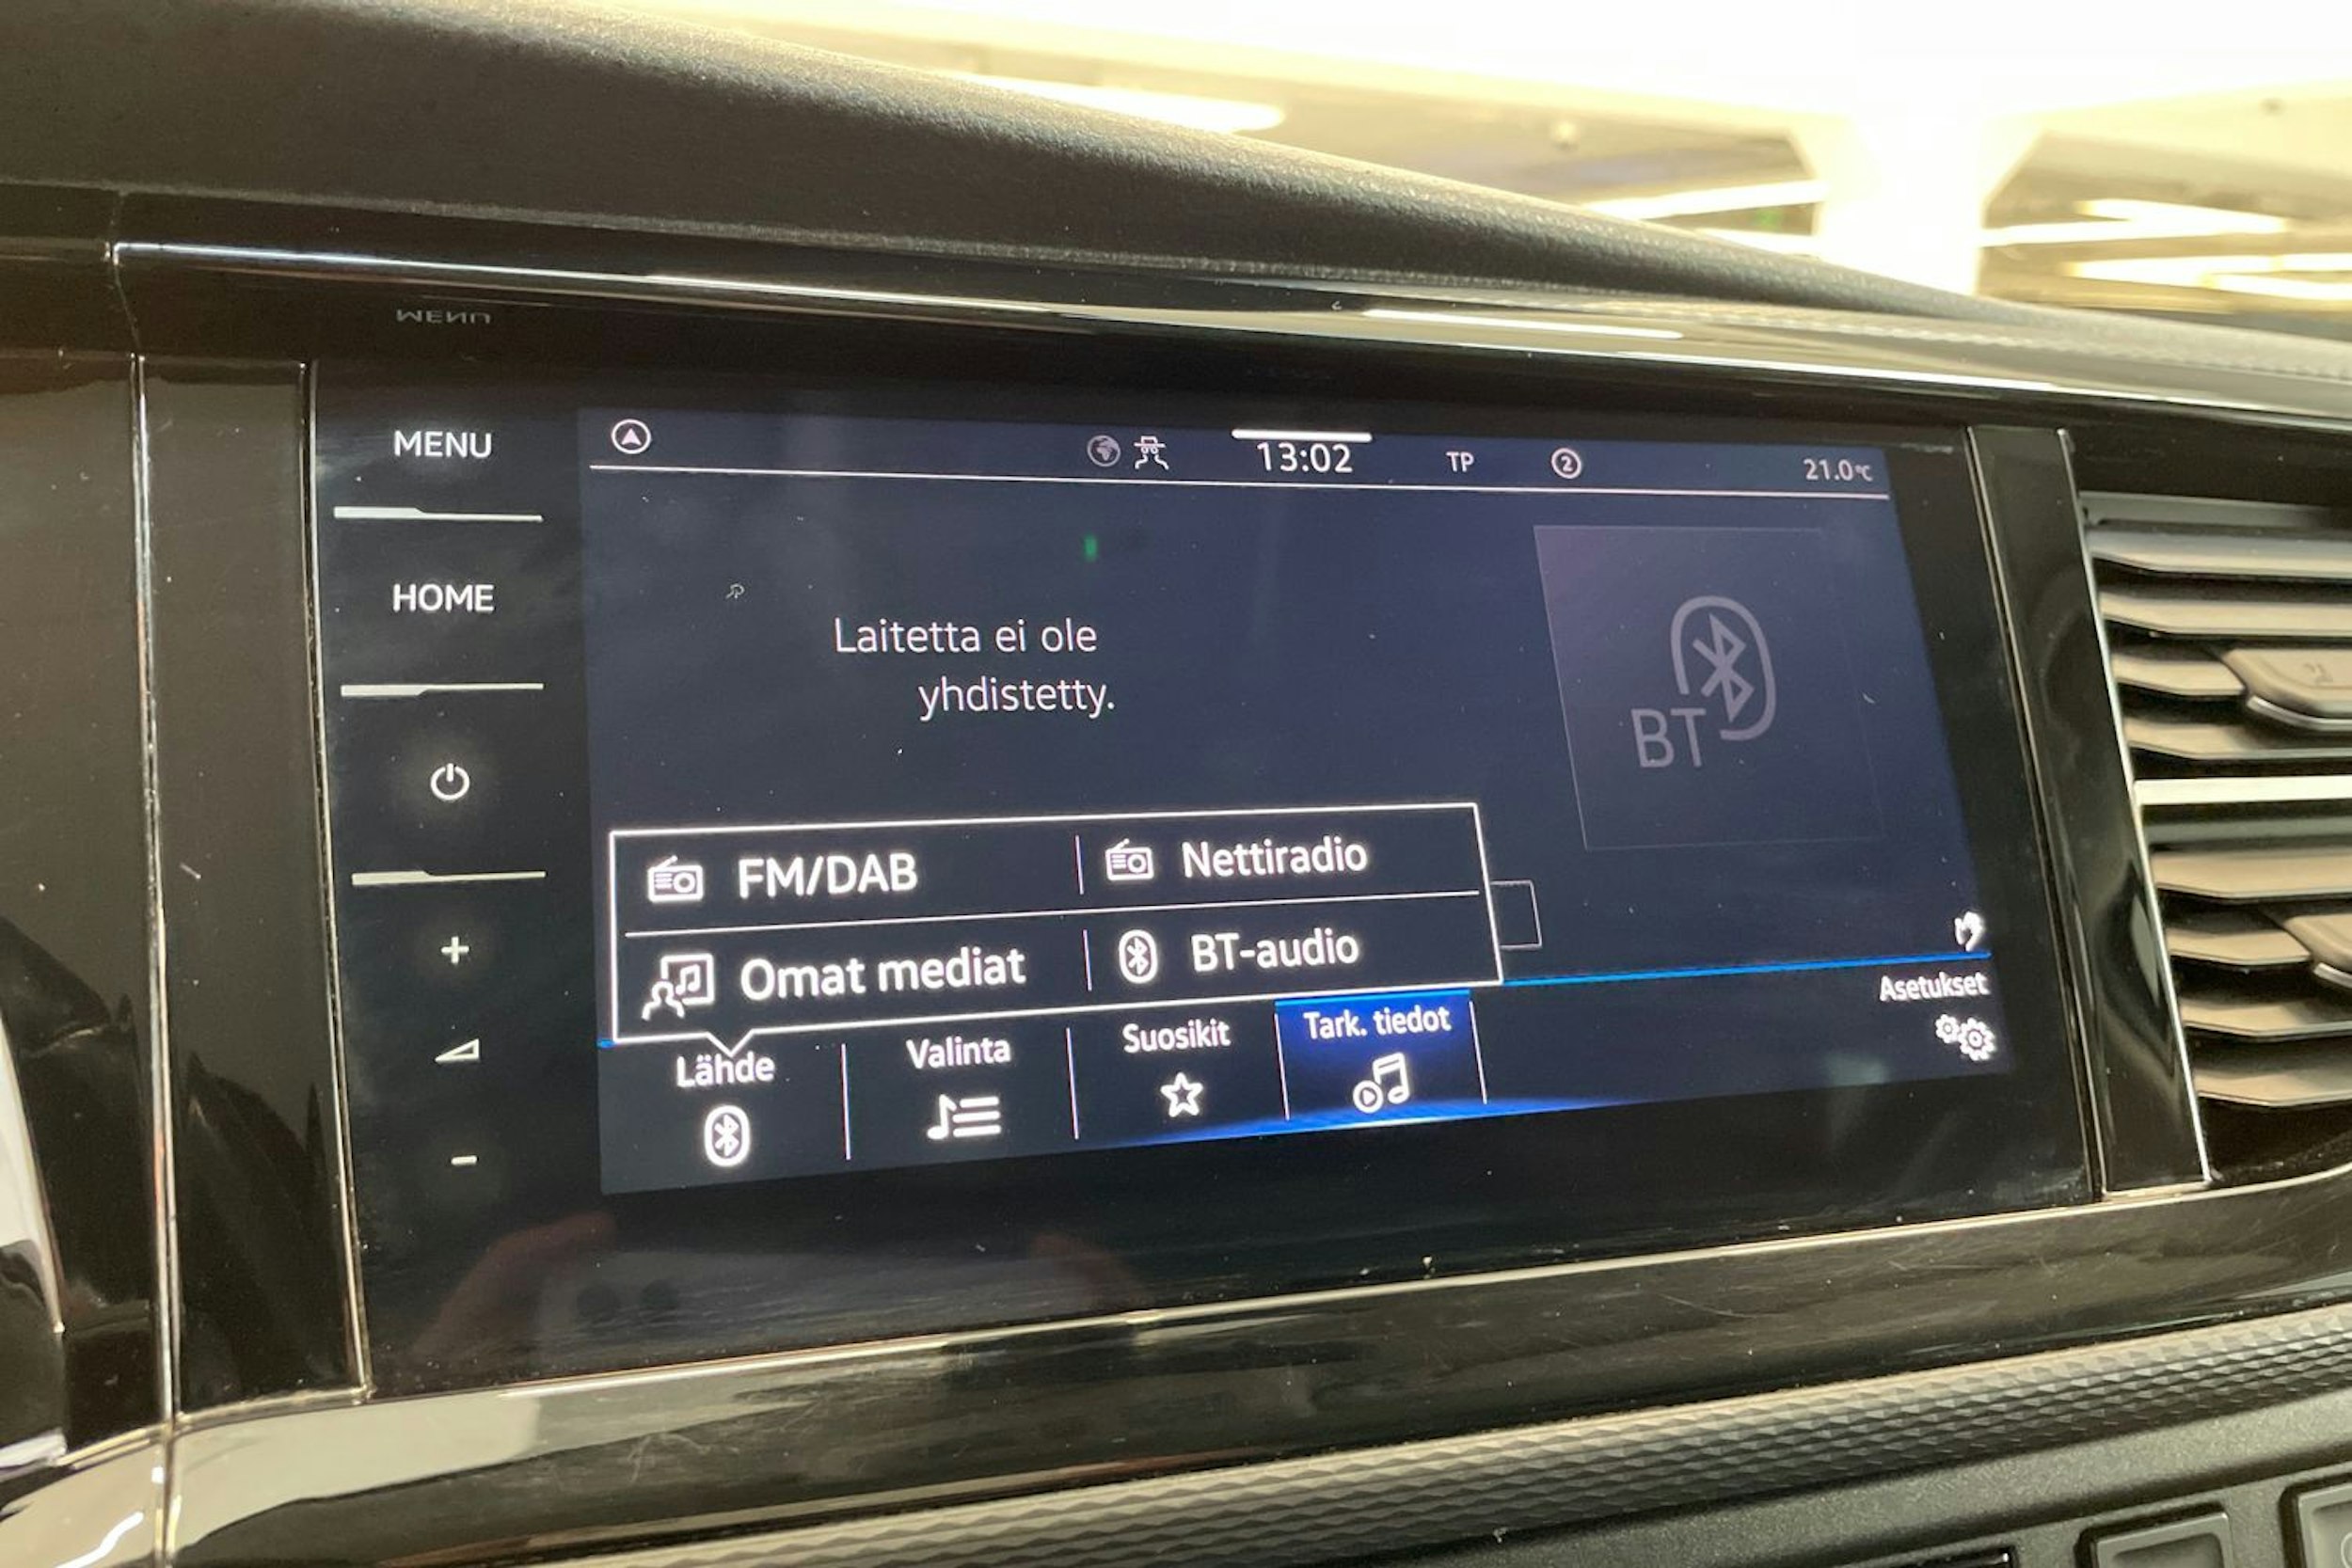 MENU
HOME
13:02
TP
2
21.0°C
Laitetta ei ole
yhdistetty.
BT
FM/DAB
Nettiradio
Omat mediat
BT-audio
Lähde
Valinta
Suosikit
Tark. tiedot
Asetukset